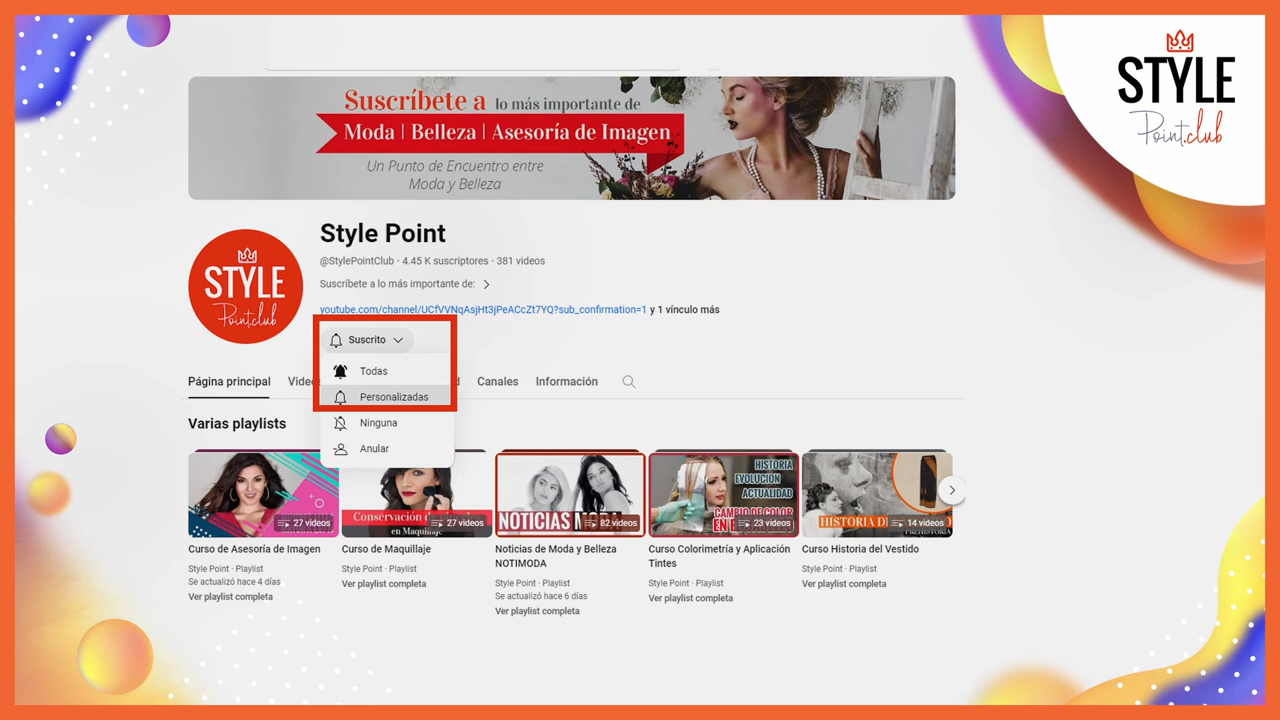 STYLE
Point.club
Suscríbete a lo más importante de
Moda | Belleza | Asesoría de Imagen
Un Punto de Encuentro entre
Moda y Belleza
STYLE
Point.club
Style Point
@StylePointClub · 4.45 K suscriptores · 381 videos
Suscríbete a lo más importante de:
youtube.com/channel/UCfVVNqAsjHt3jPeACcZt7YQ?sub_confirmation=1 y 1 vínculo más
Suscrito
Todas
Personalizadas
Ninguna
Anular
Página principal
Canales
Información
Varias playlists
27 videos
Conservación
en Maquillaje
27 videos
NOTICIAS
82 videos
HISTORIA
EVOLUCION
ACTUALIDAD
CAMBIO DE COLOR
23 videos
HISTORIA
PREHISTORIA
14 videos
Curso de Asesoría de Imagen
Style Point · Playlist
Se actualizó hace 4 días
Ver playlist completa
Curso de Maquillaje
Style Point · Playlist
Ver playlist completa
Noticias de Moda y Belleza
NOTIMODA
Style Point · Playlist
Se actualizó hace 6 días
Ver playlist completa
Curso Colorimetría y Aplicación
Tintes
Style Point · Playlist
Ver playlist completa
Curso Historia del Vestido
Style Point · Playlist
Ver playlist completa